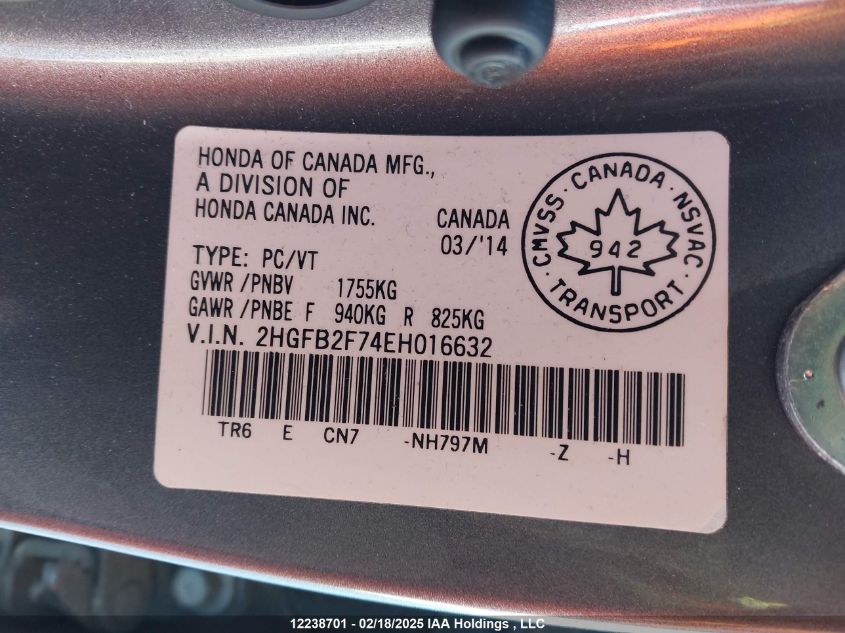 HONDA OF CANADA MFG.,
A DIVISION OF
HONDA CANADA INC. CANADA
03/'14
TYPE: PC/VT
GVWR /PNBV 1755KG
GAWR /PNBE F 940KG R 825KG
V.I.N. 2HGFB2F74EH016632
TR6 E CN7 -NH797M -Z -H
CMVSS · CANADA · NSVAC
942
· TRANSPORT ·
12238701 - 02/18/2025 IAA Holdings, LLC